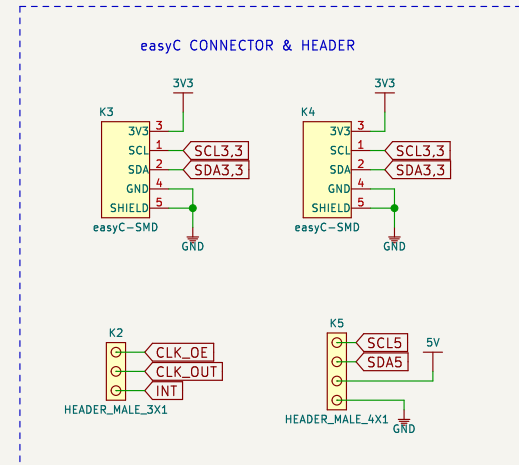 easyC CONNECTOR & HEADER
3V3
3V3
K3
K4
3V3 3
3V3 3
SCL 1 SCL3,3
SCL 1 SCL3,3
SDA 2 SDA3,3
SDA 2 SDA3,3
GND 4
GND 4
SHIELD 5
SHIELD 5
easyC-SMD
easyC-SMD
GND
GND
K2
K5
CLK_OE
CLK_OUT
INT
HEADER_MALE_3X1
SCL5
SDA5
5V
HEADER_MALE_4X1
GND